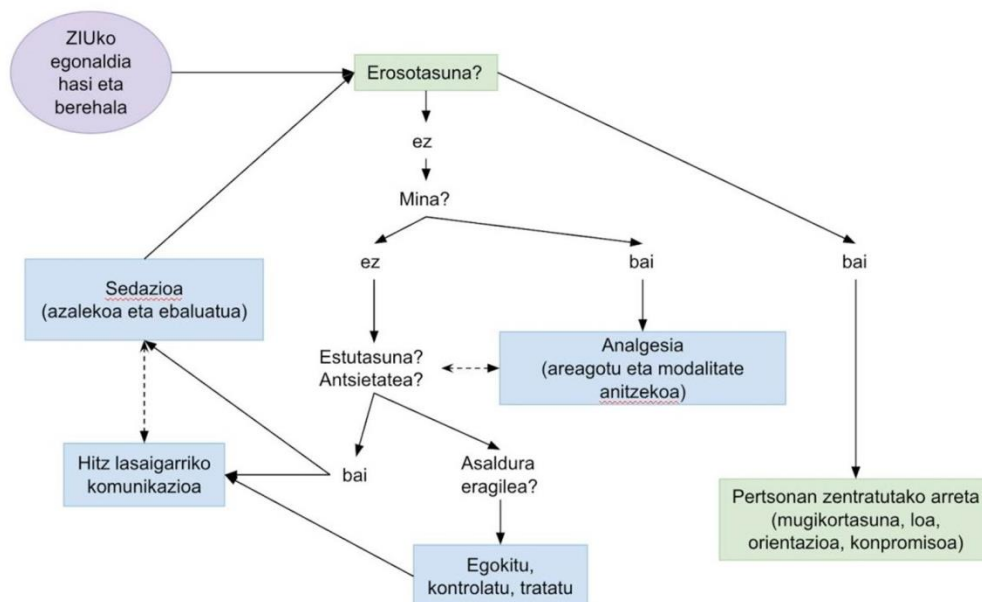 ZIUko
egonaldia
hasi eta
berehala
Erosotasuna?
ez
Mina?
ez
bai
bai
Sedazioa
(azalekoa eta ebaluatua)
Estutasuna?
Antsietatea?
Analgesia
(areagotu eta modalitate
anitzekoa)
Hitz lasaigarriko
komunikazioa
bai
Asaldura
eragilea?
Pertsonan zentratutako arreta
(mugikortasuna, loa,
orientazioa, konpromisoa)
Egokitu,
kontrolatu, tratatu